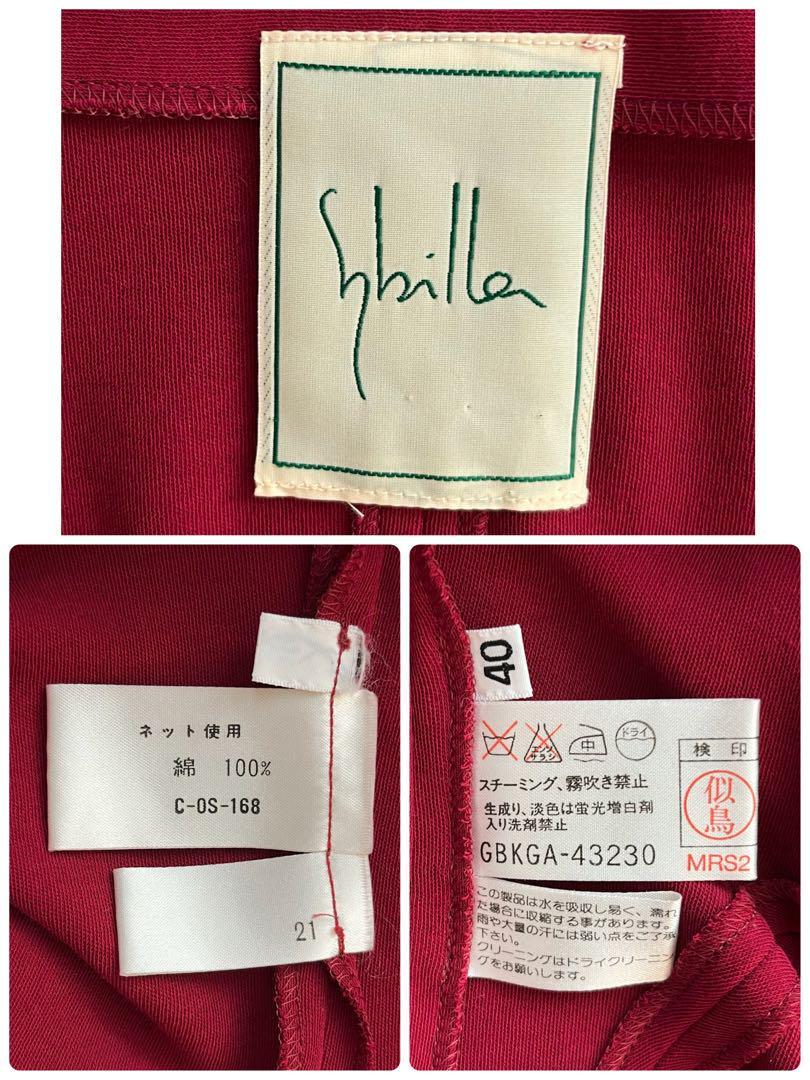 Sybilla
ネット使用
綿 100%
C-OS-168
21
40
エンソ
サラシ
中
ドライ
スチーミング、霧吹き禁止
生成り、淡色は蛍光増白剤
入り洗剤禁止
GBKGA-43230
検印
似鳥
MRS2
この製品は水を吸収し易く、濡れ
た場合に収縮する事があります。
雨や大量の汗には弱い点をご了承
下さい。
クリーニングはドライクリーニン
グをお願いします。